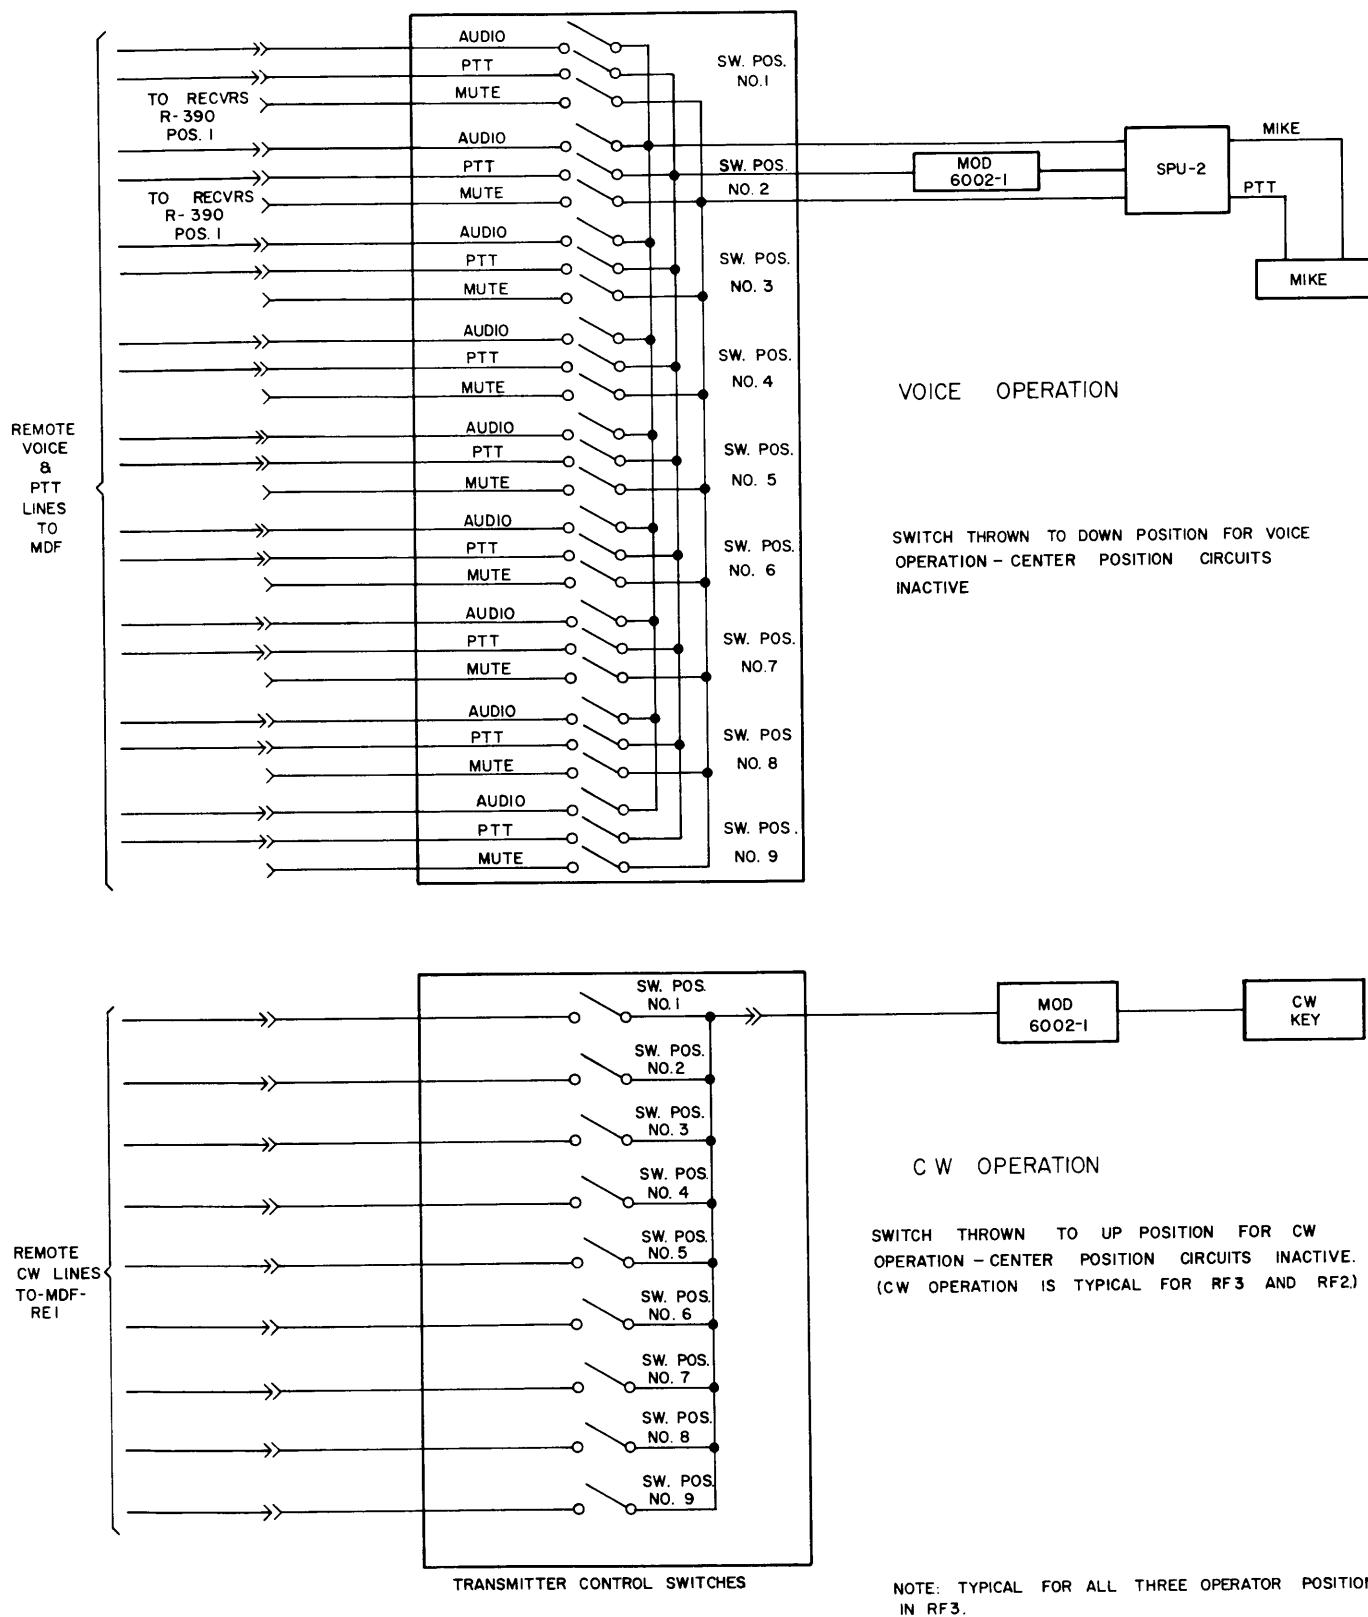 AUDIO
PTT
MUTE
SW. POS.
NO.1
TO RECVRS
R-390
POS. 1
AUDIO
PTT
MUTE
SW. POS.
NO. 2
TO RECVRS
R-390
POS. 1
MOD
6002-1
SPU-2
MIKE
PTT
MIKE
AUDIO
PTT
MUTE
SW. POS.
NO. 3
AUDIO
PTT
MUTE
SW. POS.
NO. 4
AUDIO
PTT
MUTE
SW. POS.
NO. 5
AUDIO
PTT
MUTE
SW. POS.
NO. 6
AUDIO
PTT
MUTE
SW. POS.
NO.7
AUDIO
PTT
MUTE
SW. POS
NO. 8
AUDIO
PTT
MUTE
SW. POS.
NO. 9
REMOTE
VOICE
&
PTT
LINES
TO
MDF
VOICE OPERATION
SWITCH THROWN TO DOWN POSITION FOR VOICE
OPERATION - CENTER POSITION CIRCUITS
INACTIVE
SW. POS.
NO.1
SW. POS.
NO.2
SW. POS.
NO.3
SW. POS.
NO. 4
SW. POS.
NO.5
SW. POS.
NO.6
SW. POS.
NO. 7
SW. POS.
NO. 8
SW. POS.
NO. 9
MOD
6002-1
CW
KEY
REMOTE
CW LINES
TO-MDF-
REI
CW OPERATION
SWITCH THROWN TO UP POSITION FOR CW
OPERATION - CENTER POSITION CIRCUITS INACTIVE.
(CW OPERATION IS TYPICAL FOR RF3 AND RF2)
TRANSMITTER CONTROL SWITCHES
NOTE: TYPICAL FOR ALL THREE OPERATOR POSITION
IN RF3.